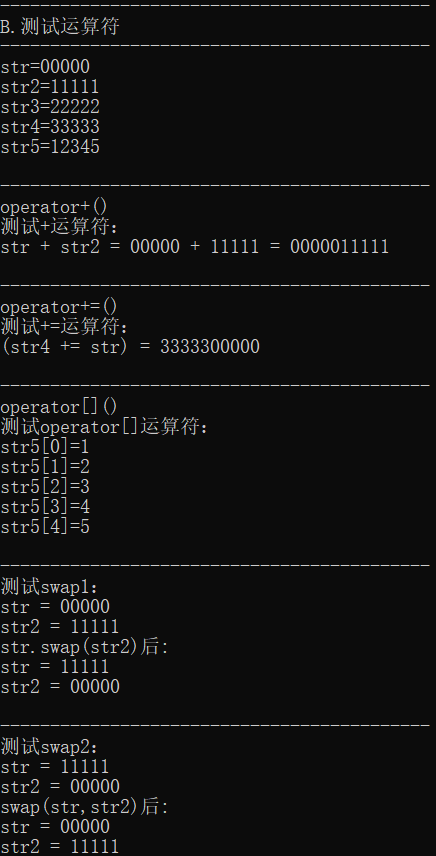 -------------------------------------------
B.测试运算符
-------------------------------------------
str=00000
str2=11111
str3=22222
str4=33333
str5=12345
-------------------------------------------
operator+()
测试+运算符:
str + str2 = 00000 + 11111 = 0000011111
-------------------------------------------
operator+=()
测试+=运算符:
(str4 += str) = 3333300000
-------------------------------------------
operator[]()
测试operator[]运算符:
str5[0]=1
str5[1]=2
str5[2]=3
str5[3]=4
str5[4]=5
-------------------------------------------
测试swap1:
str = 00000
str2 = 11111
str.swap(str2)后:
str = 11111
str2 = 00000
-------------------------------------------
测试swap2:
str = 11111
str2 = 00000
swap(str,str2)后:
str = 00000
str2 = 11111